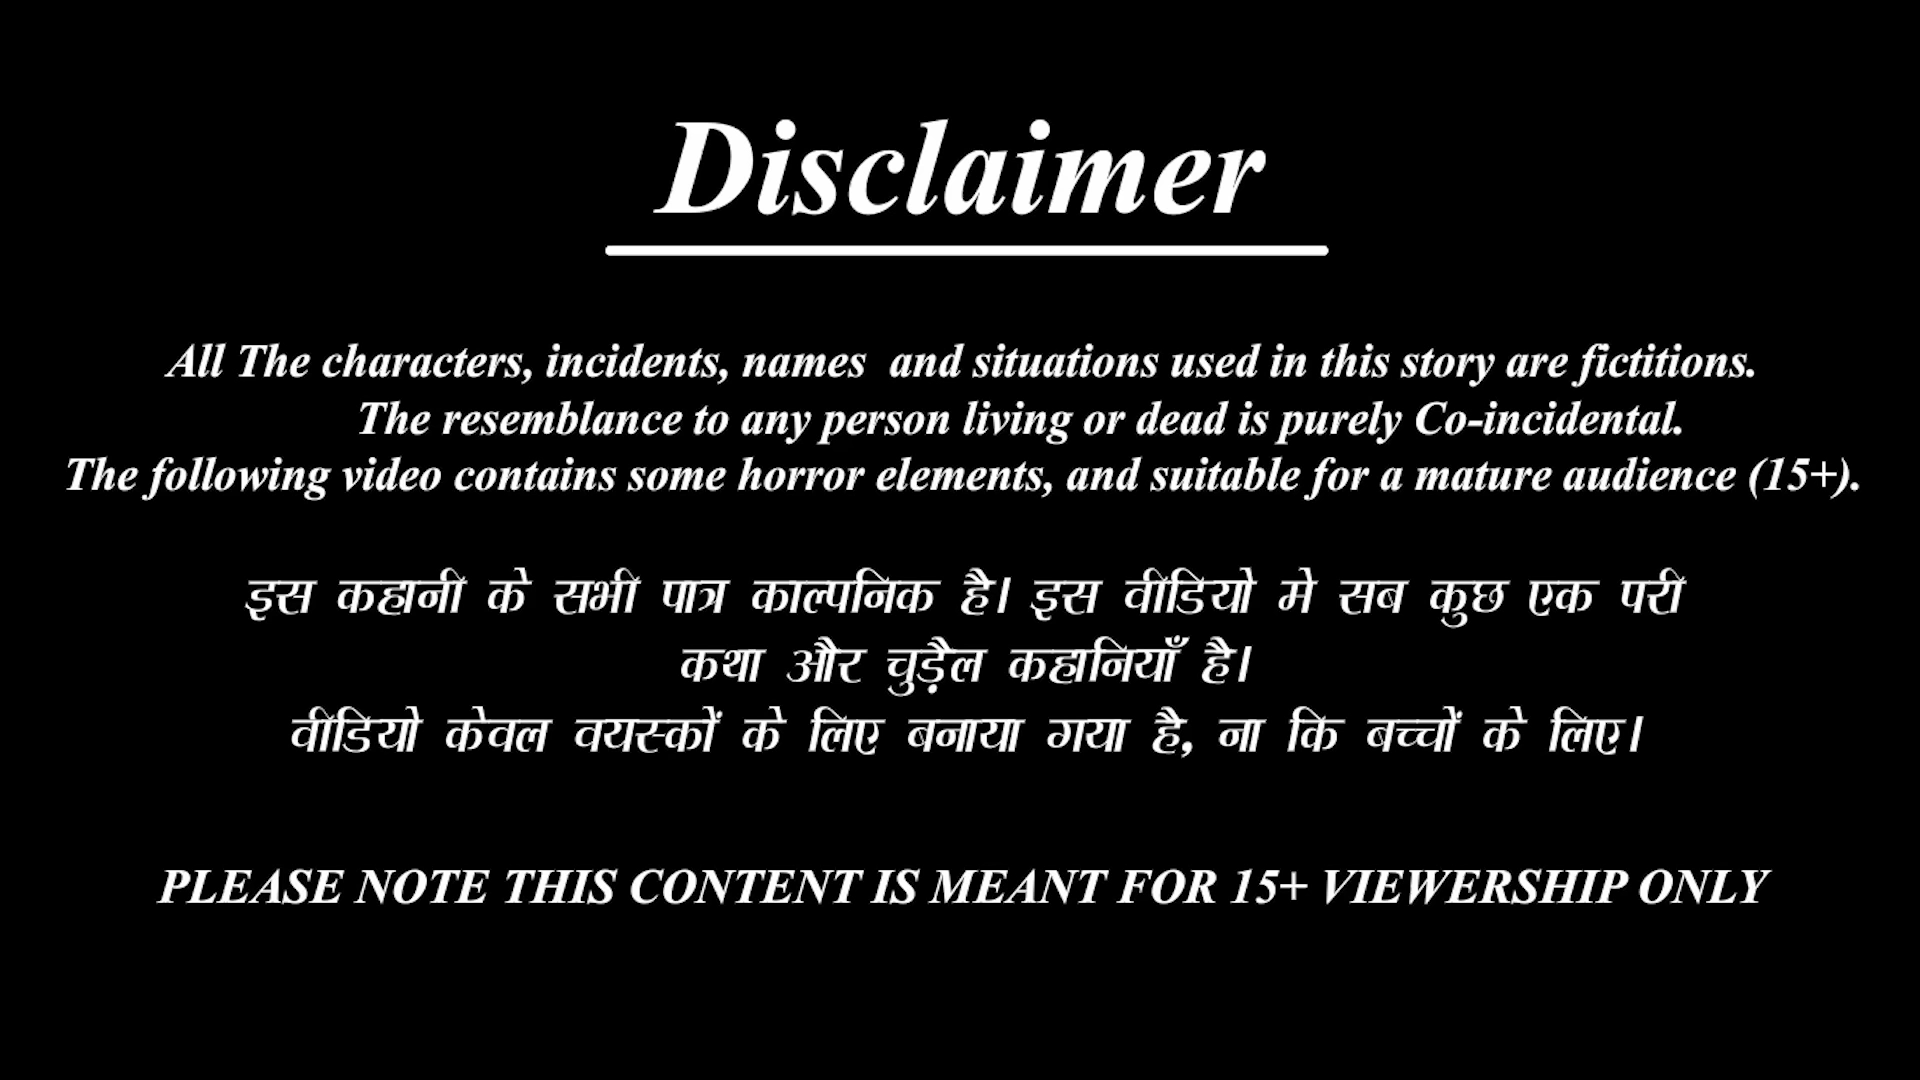 Disclaimer
All The characters, incidents, names and situations used in this story are fictitions.
The resemblance to any person living or dead is purely Co-incidental.
The following video contains some horror elements, and suitable for a mature audience (15+).
इस कहानी के सभी पात्र काल्पनिक है। इस वीडियो मे सब कुछ एक परी
कथा और चुड़ैल कहानियाँ है।
वीडियो केवल वयस्कों के लिए बनाया गया है, ना कि बच्चों के लिए।
PLEASE NOTE THIS CONTENT IS MEANT FOR 15+ VIEWERSHIP ONLY